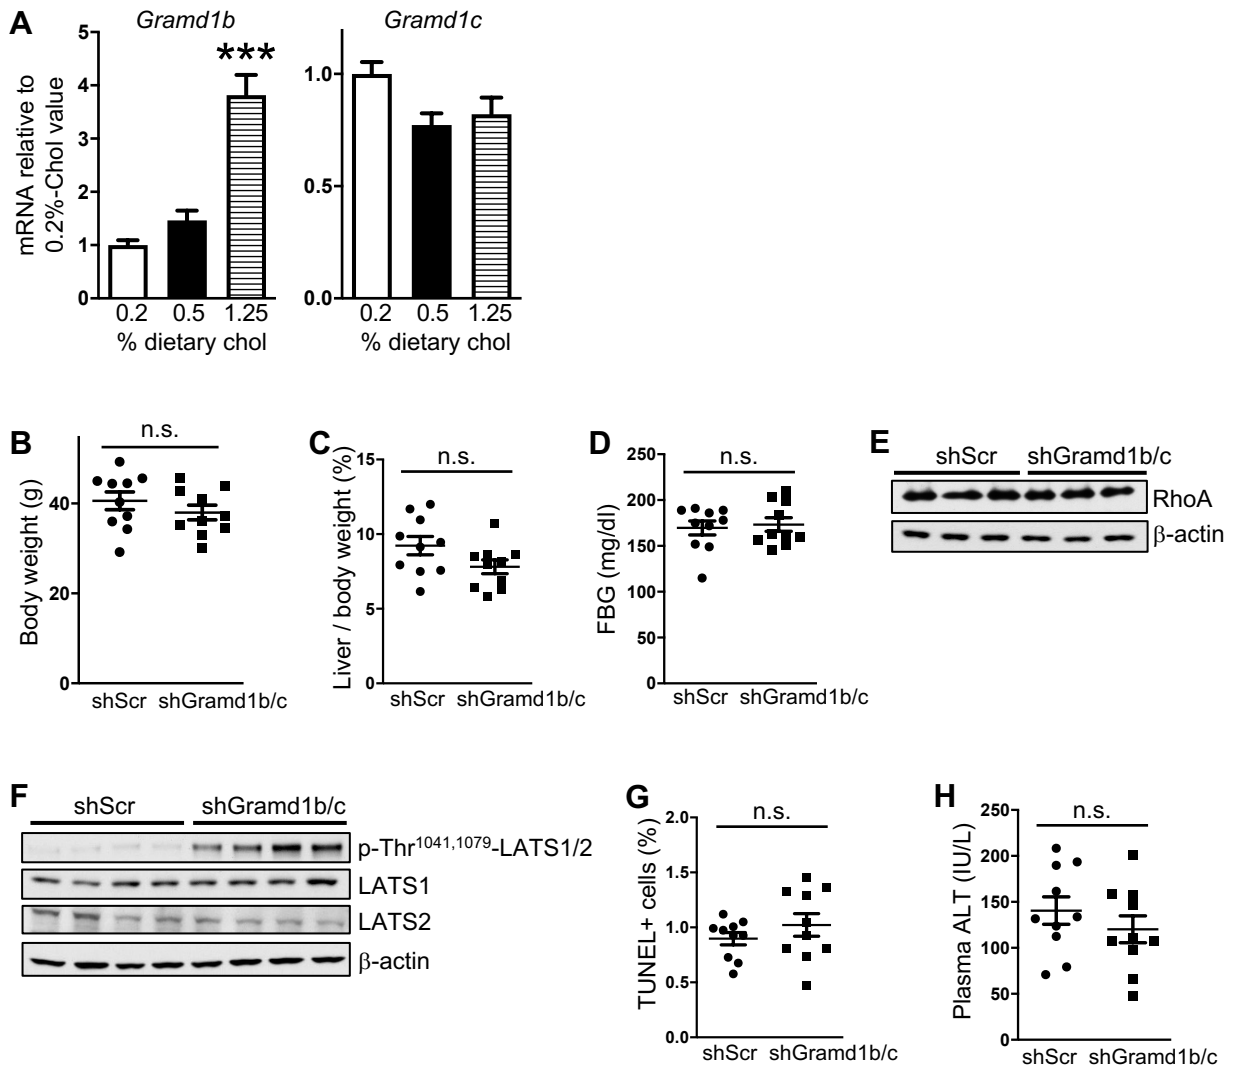 A
Gramd1b
Gramd1c
mRNA relative to
0.2%-Chol value
5
4
3
2
1
0
***
0.2 0.5 1.25
% dietary chol
1.0
0.5
0.0
0.2 0.5 1.25
% dietary chol
B
n.s.
Body weight (g)
40
20
0
shScr shGramd1b/c
C
n.s.
Liver / body weight (%)
15
10
5
0
shScr shGramd1b/c
D
n.s.
FBG (mg/dl)
250
200
150
100
50
0
shScr shGramd1b/c
E
shScr shGramd1b/c
RhoA
β-actin
F
shScr shGramd1b/c
p-Thr1041,1079-LATS1/2
LATS1
LATS2
β-actin
G
n.s.
TUNEL+ cells (%)
2.0
1.5
1.0
0.5
0.0
shScr shGramd1b/c
H
n.s.
Plasma ALT (IU/L)
250
200
150
100
50
0
shScr shGramd1b/c